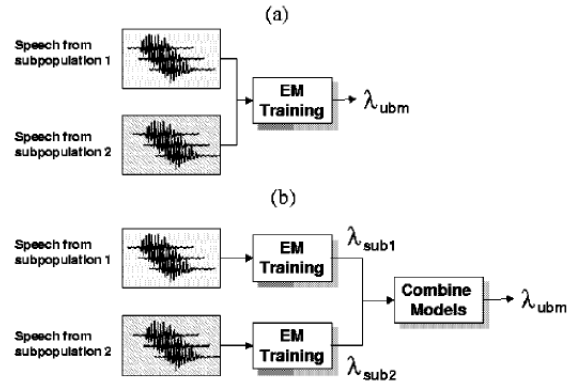 (a)
Speech from
subpopulation 1
EM
Training
λubm
Speech from
subpopulation 2
(b)
Speech from
subpopulation 1
EM
Training
λsub1
Combine
Models
λubm
Speech from
subpopulation 2
EM
Training
λsub2